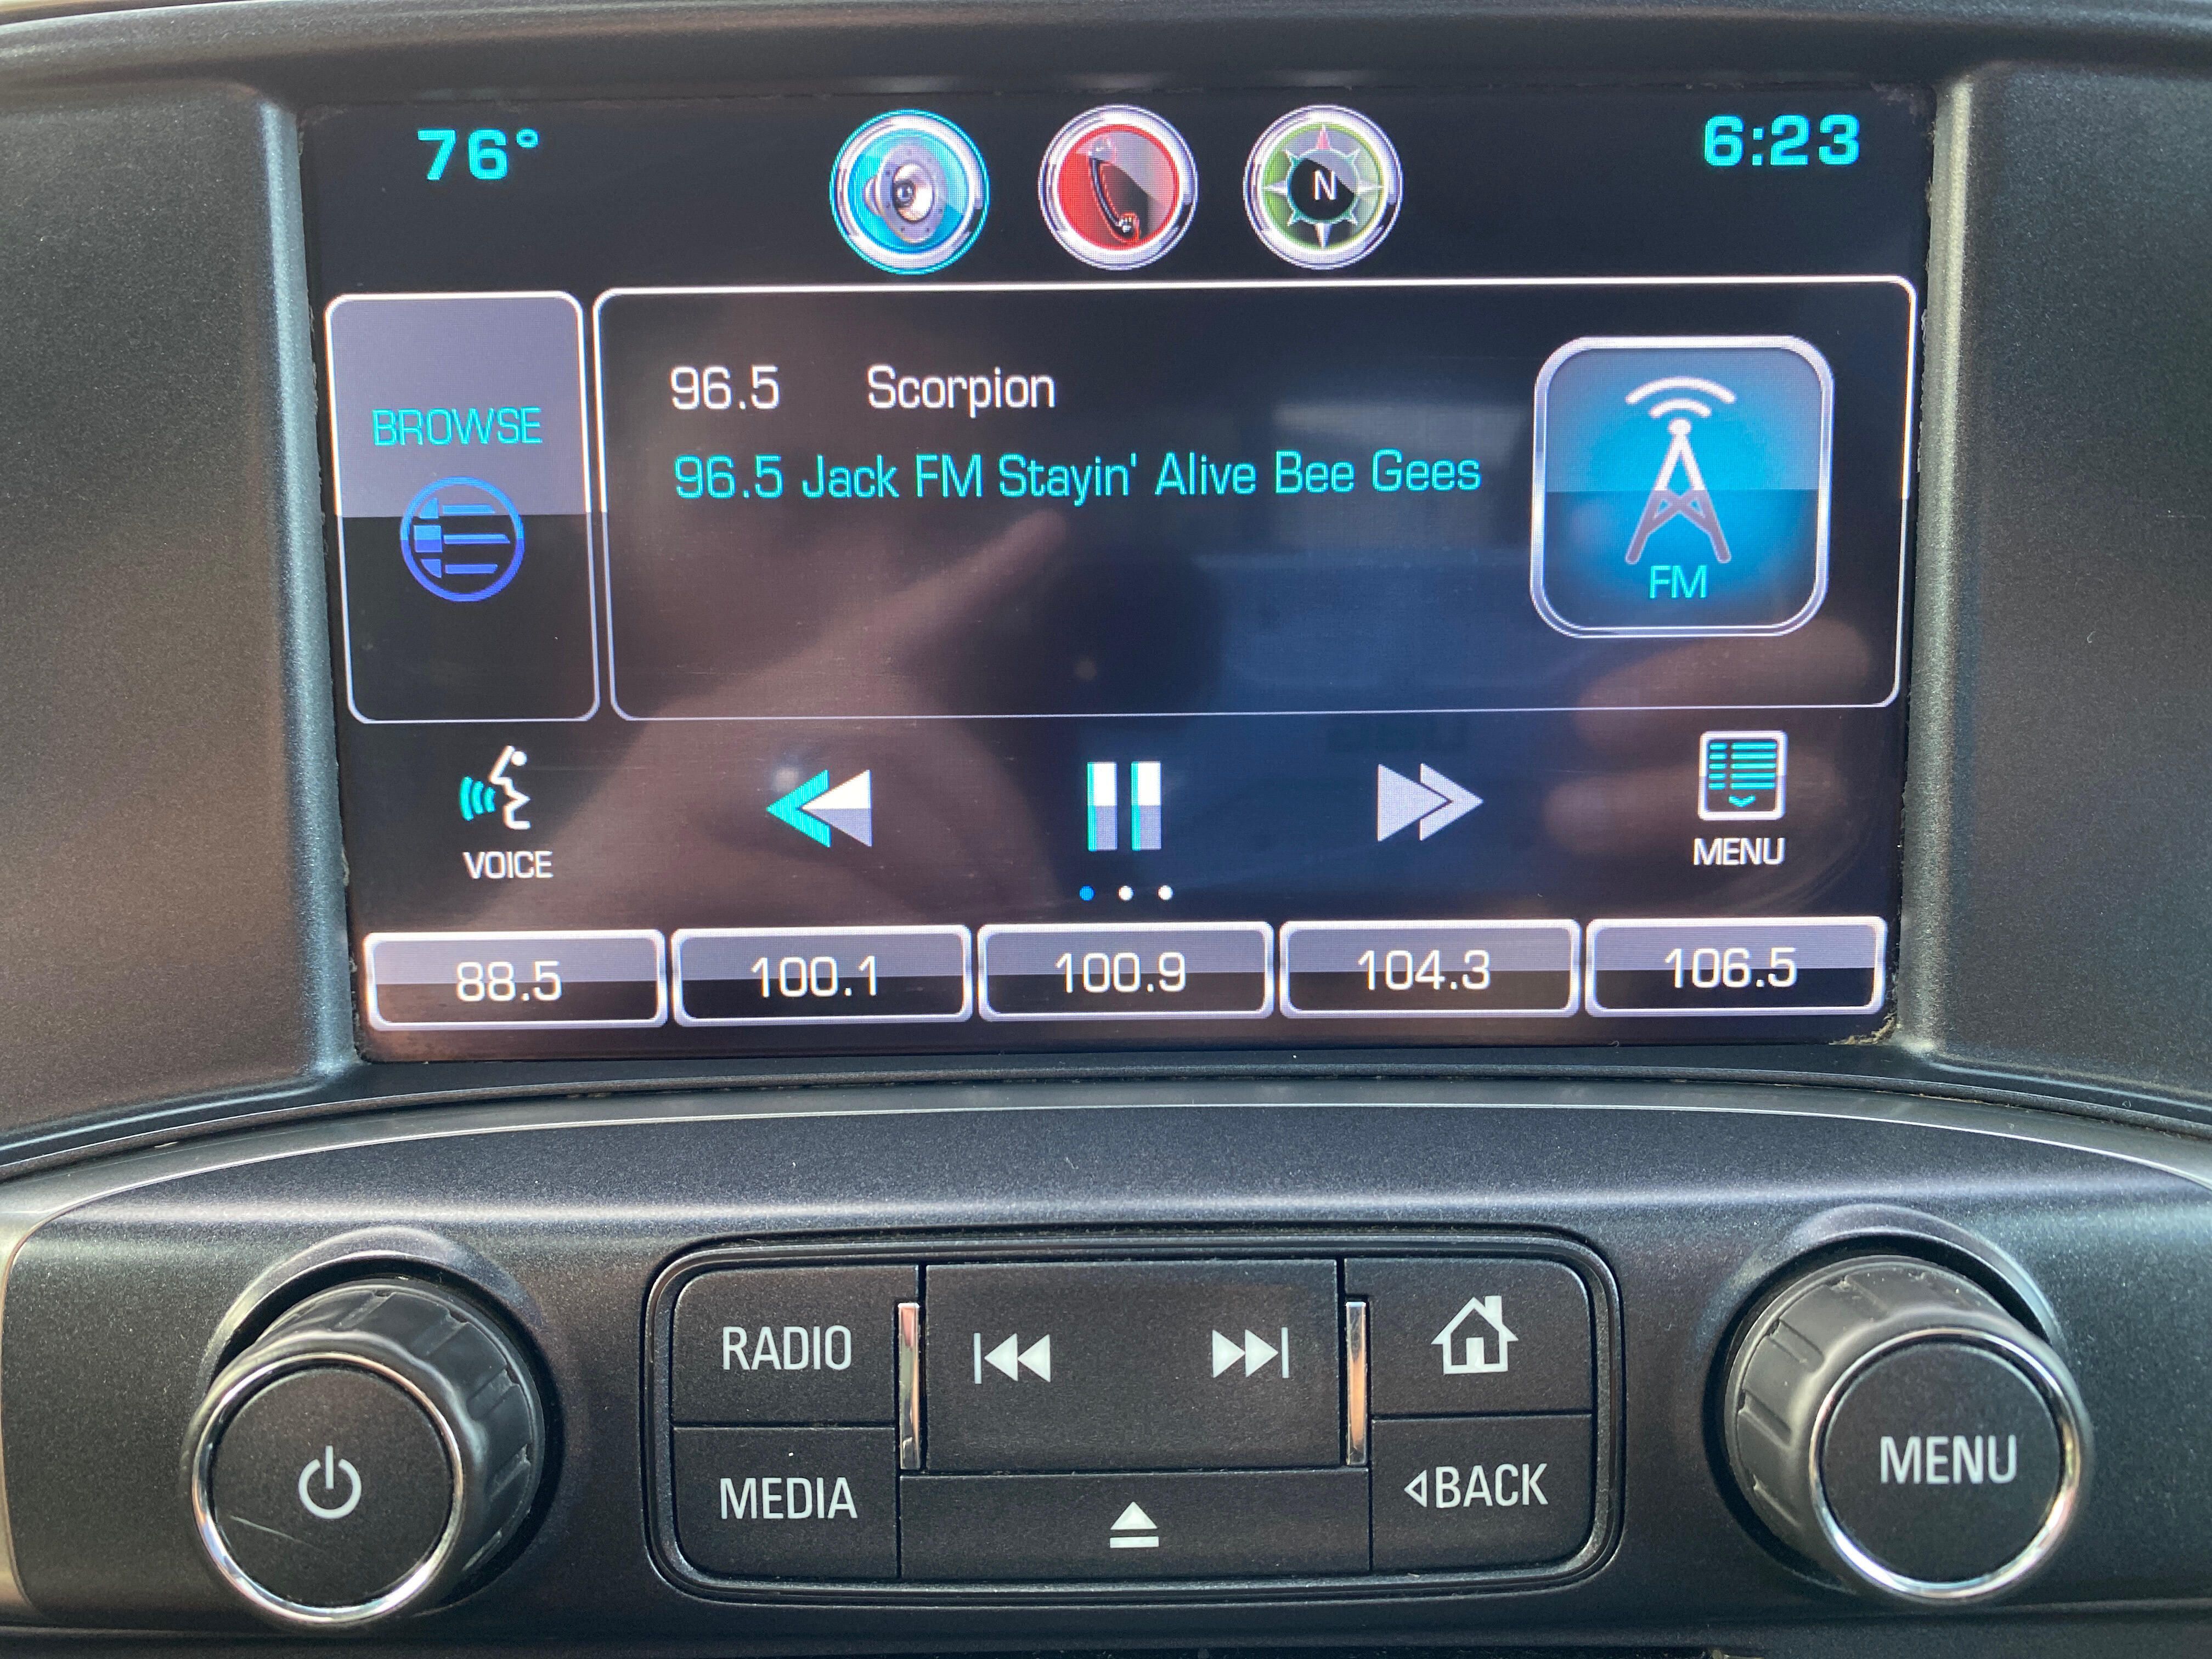 76°
N
6:23
BROWSE
96.5 Scorpion
96.5 Jack FM Stayin' Alive Bee Gees
FM
VOICE
MENU
88.5 100.1 100.9 104.3 106.5
RADIO
MEDIA
BACK
MENU